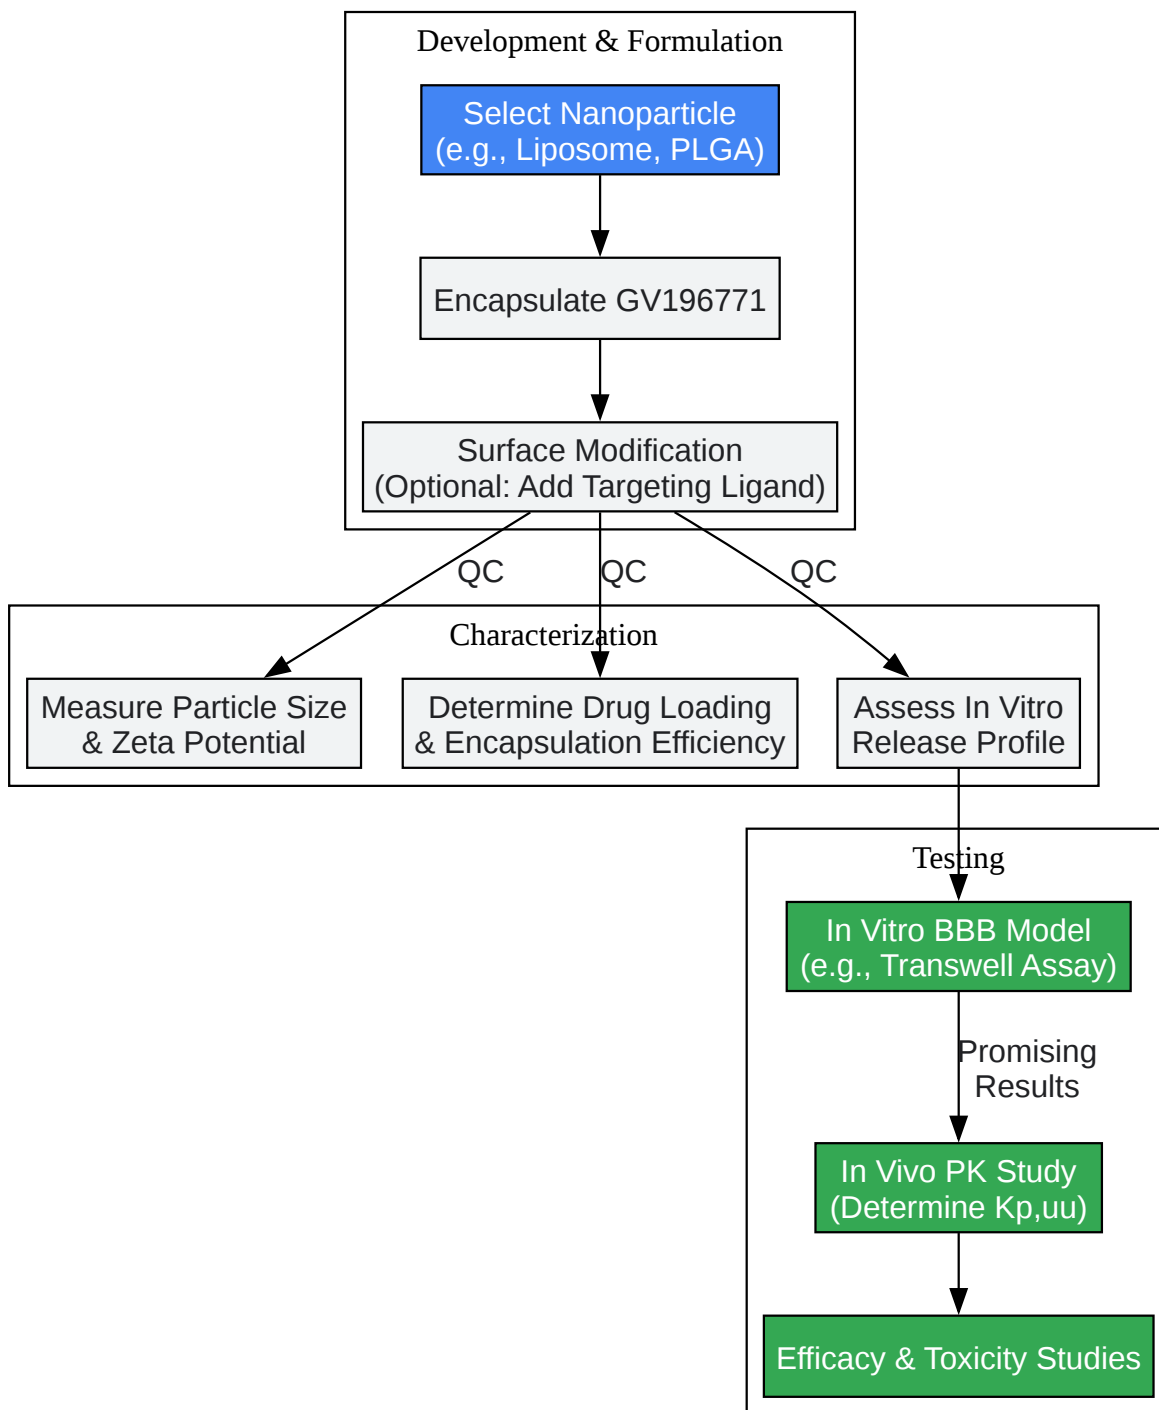 Development & Formulation
Select Nanoparticle
(e.g., Liposome, PLGA)
Encapsulate GV196771
Surface Modification
(Optional: Add Targeting Ligand)
QC
QC
QC
Characterization
Measure Particle Size
& Zeta Potential
Determine Drug Loading
& Encapsulation Efficiency
Assess In Vitro
Release Profile
Testing
In Vitro BBB Model
(e.g., Transwell Assay)
Promising
Results
In Vivo PK Study
(Determine Kp,uu)
Efficacy & Toxicity Studies